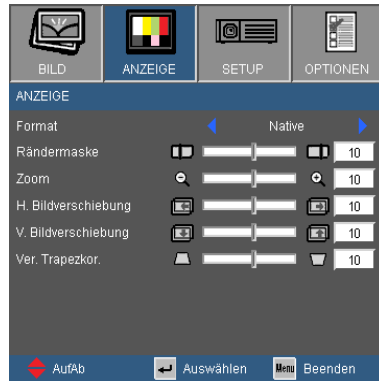 BILD ANZEIGE SETUP OPTIONEN
ANZEIGE
Format Native
Rändermaske 10
Zoom 10
H. Bildverschiebung 10
V. Bildverschiebung 10
Ver. Trapezkor. 10
AufAb Auswählen Menu Beenden